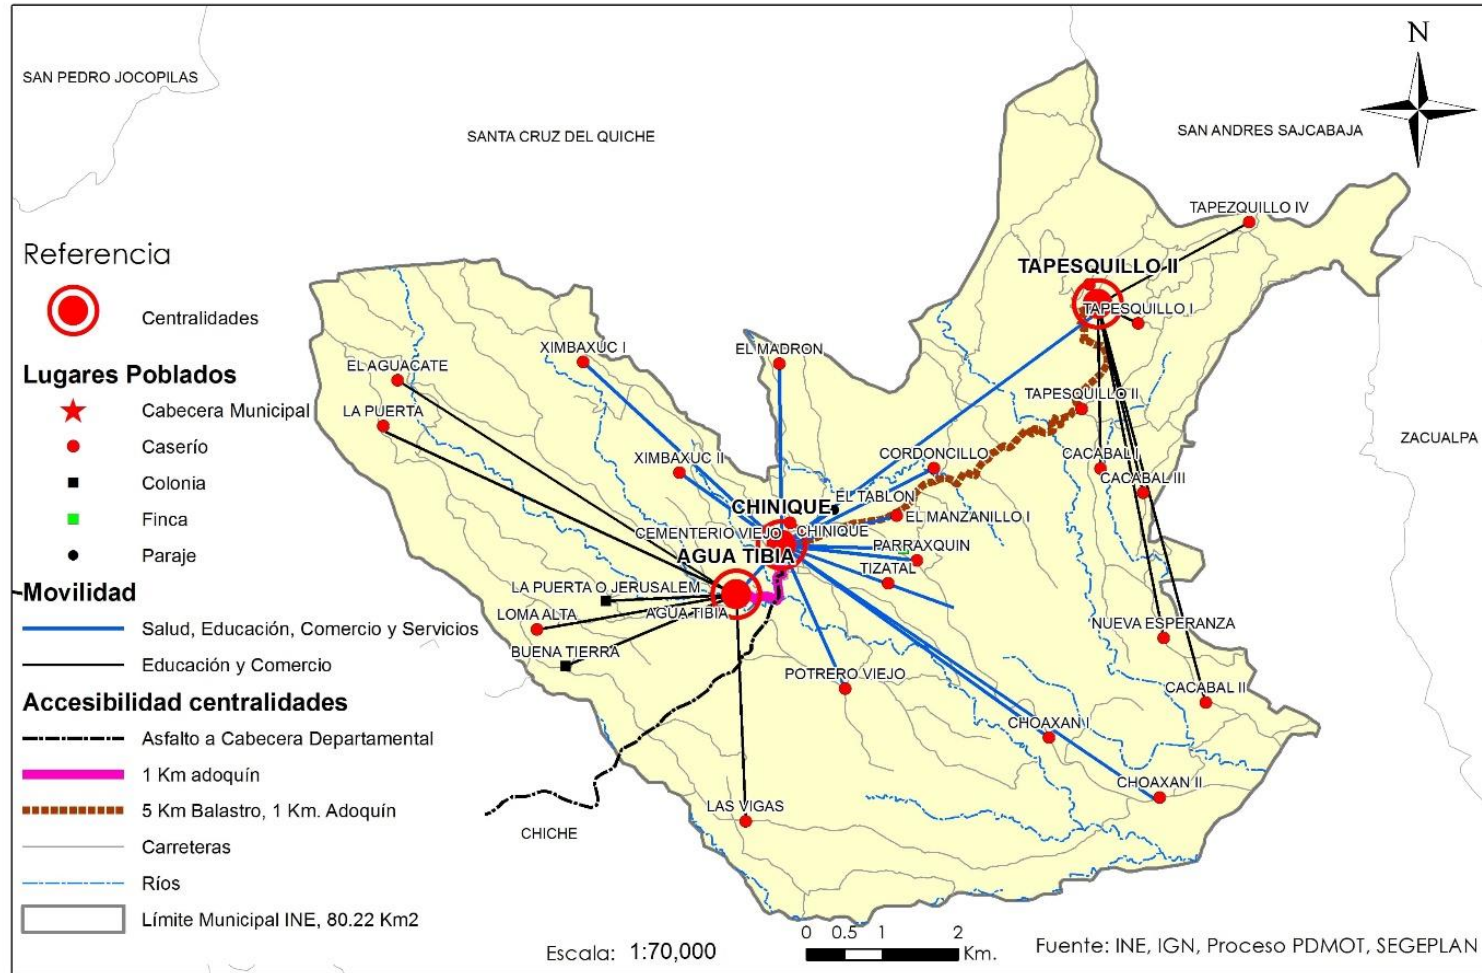 N
SAN PEDRO JOCOPILAS
SANTA CRUZ DEL QUICHE
SAN ANDRES SAJCABAJA
TAPEZQUILLO IV
Referencia
Centralidades
Lugares Poblados
Cabecera Municipal
Caserío
Colonia
Finca
Paraje
Movilidad
Salud, Educación, Comercio y Servicios
Educación y Comercio
Accesibilidad centralidades
Asfalto a Cabecera Departamental
1 Km adoquín
5 Km Balastro, 1 Km. Adoquín
Carreteras
Ríos
Límite Municipal INE, 80.22 Km2
TAPESQUILLO II
TAPESQUILLO I
XIMBAXUC I
EL MADRON
EL AGUACATE
LA PUERTA
TAPESQUILLO II
ZACUALPA
XIMBAXUC II
CORDONCILLO
CACABAL I
CACABAL III
EL TABLON
CHINIQUE
EL MANZANILLO I
CEMENTERIO VIEJO
CHINIQUE
PARRAXQUIN
AGUA TIBIA
TIZATAL
LA PUERTA O JERUSALEM
AGUA TIBIA
LOMA ALTA
NUEVA ESPERANZA
BUENA TIERRA
POTRERO VIEJO
CACABAL II
CHOAXAN I
CHOAXAN II
LAS VIGAS
CHICHE
Escala: 1:70,000
0 0.5 1 2
Km.
Fuente: INE, IGN, Proceso PDMOT, SEGEPLAN